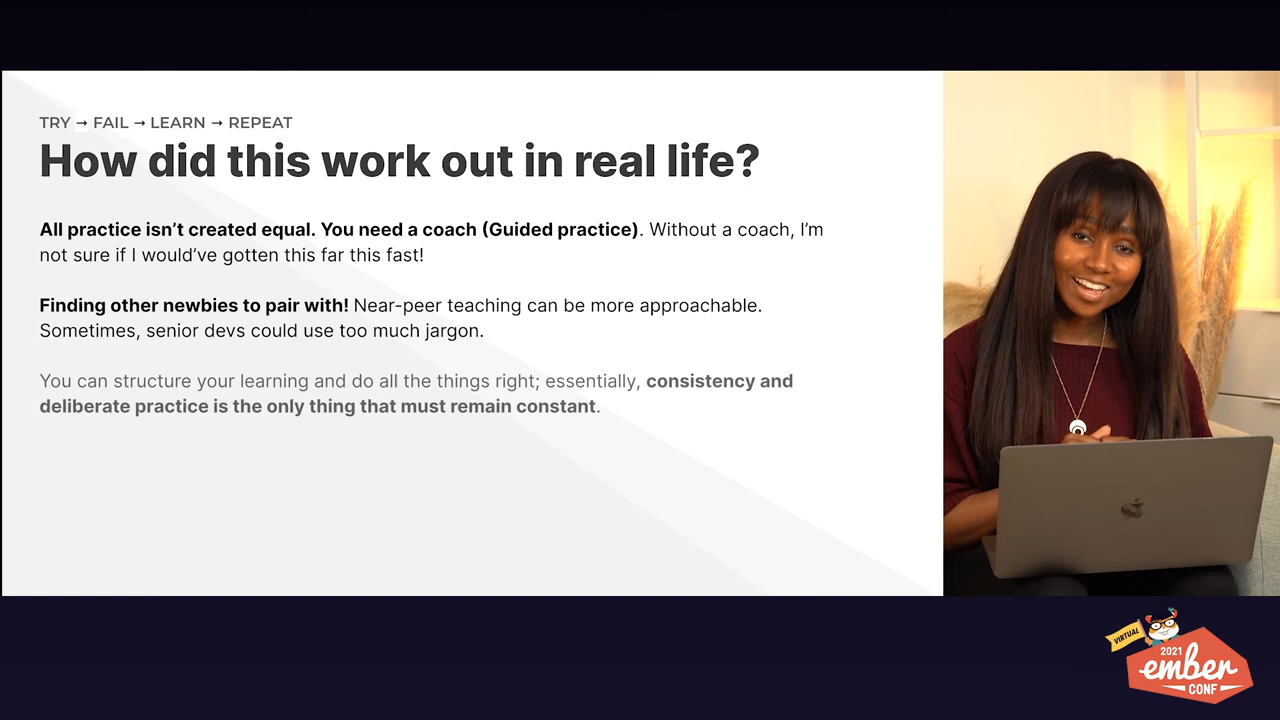 TRY → FAIL → LEARN → REPEAT
How did this work out in real life?
All practice isn’t created equal. You need a coach (Guided practice). Without a coach, I’m
not sure if I would’ve gotten this far this fast!
Finding other newbies to pair with! Near-peer teaching can be more approachable.
Sometimes, senior devs could use too much jargon.
You can structure your learning and do all the things right; essentially, consistency and
deliberate practice is the only thing that must remain constant.
VIRTUAL
2021
ember
CONF